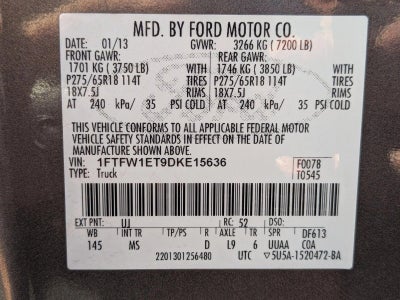 MFD. BY FORD MOTOR CO.
DATE: 01/13 GVWR: 3266 KG (7200 LB)
FRONT GAWR: REAR GAWR:
1701 KG (3750 LB) WITH 1746 KG (3850 LB) WITH
P275/65R18 114T TIRES P275/65R18 114T TIRES
18X7.5J RIMS 18X7.5J RIMS
AT 240 kPa/ 35 PSI COLD AT 240 kPa/ 35 PSI COLD
THIS VEHICLE CONFORMS TO ALL APPLICABLE FEDERAL MOTOR
VEHICLE SAFETY STANDARDS IN EFFECT ON THE DATE OF
MANUFACTURE SHOWN ABOVE.
VIN: 1FTFW1ET9DKE15636 F0078
TYPE: Truck T0545
EXT PNT: UJ RC: 52 DSO:
WB INT TR TP/PS R AXLE TR SPR DF613
145 MS D L9 6 UUAA COA
2201301256480 UTC 5U5A-1520472-BA